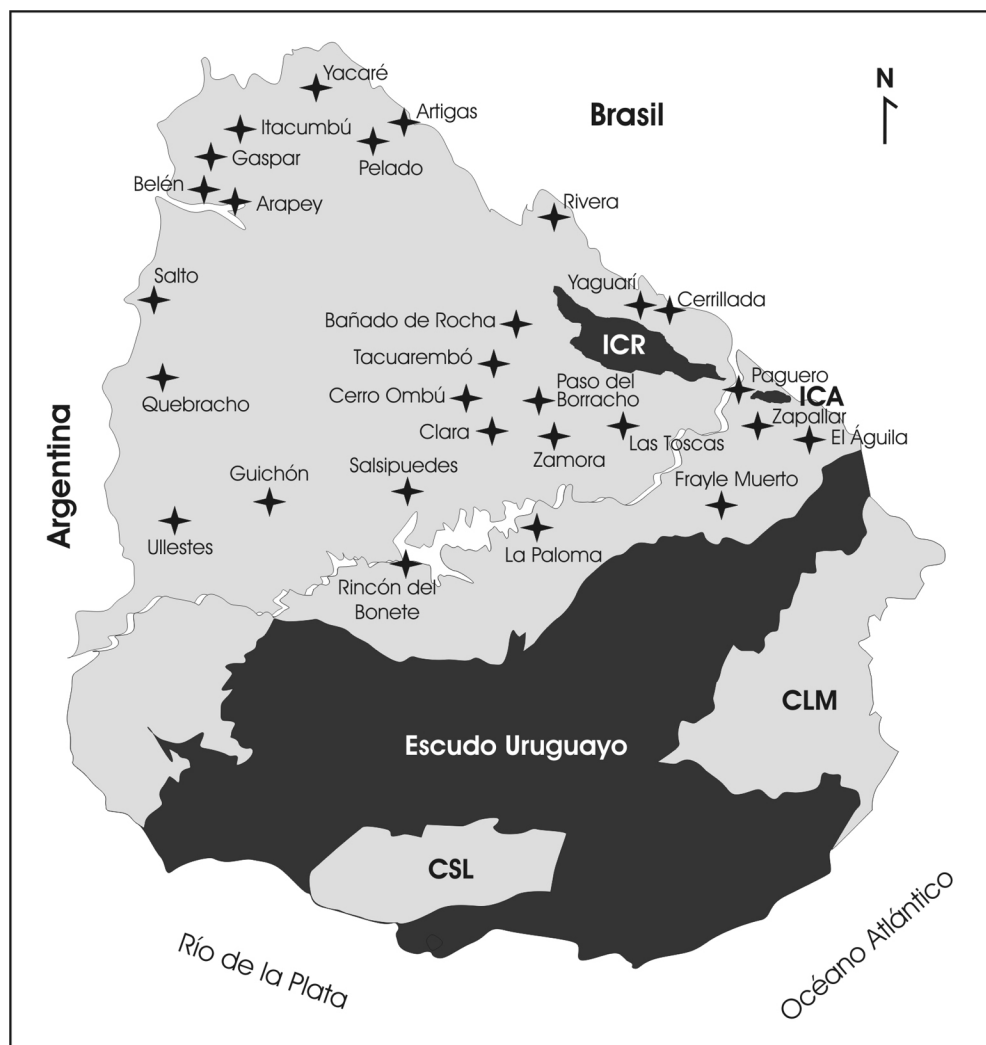 Yacaré
N
Brasil
Artigas
Itacumbú
Pelado
Gaspar
Belén
Arapey
Rivera
Salto
Yaguarí
Cerrillada
Bañado de Rocha
ICR
Tacuarembó
Paguero
Quebracho
Cerro Ombú
Paso del
Borracho
ICA
Zapallar
Clara
Las Toscas
El Águila
Zamora
Argentina
Salsipuedes
Guichón
Frayle Muerto
Ullestes
La Paloma
Rincón del
Bonete
CLM
Escudo Uruguayo
CSL
Río de la Plata
Océano Atlántico